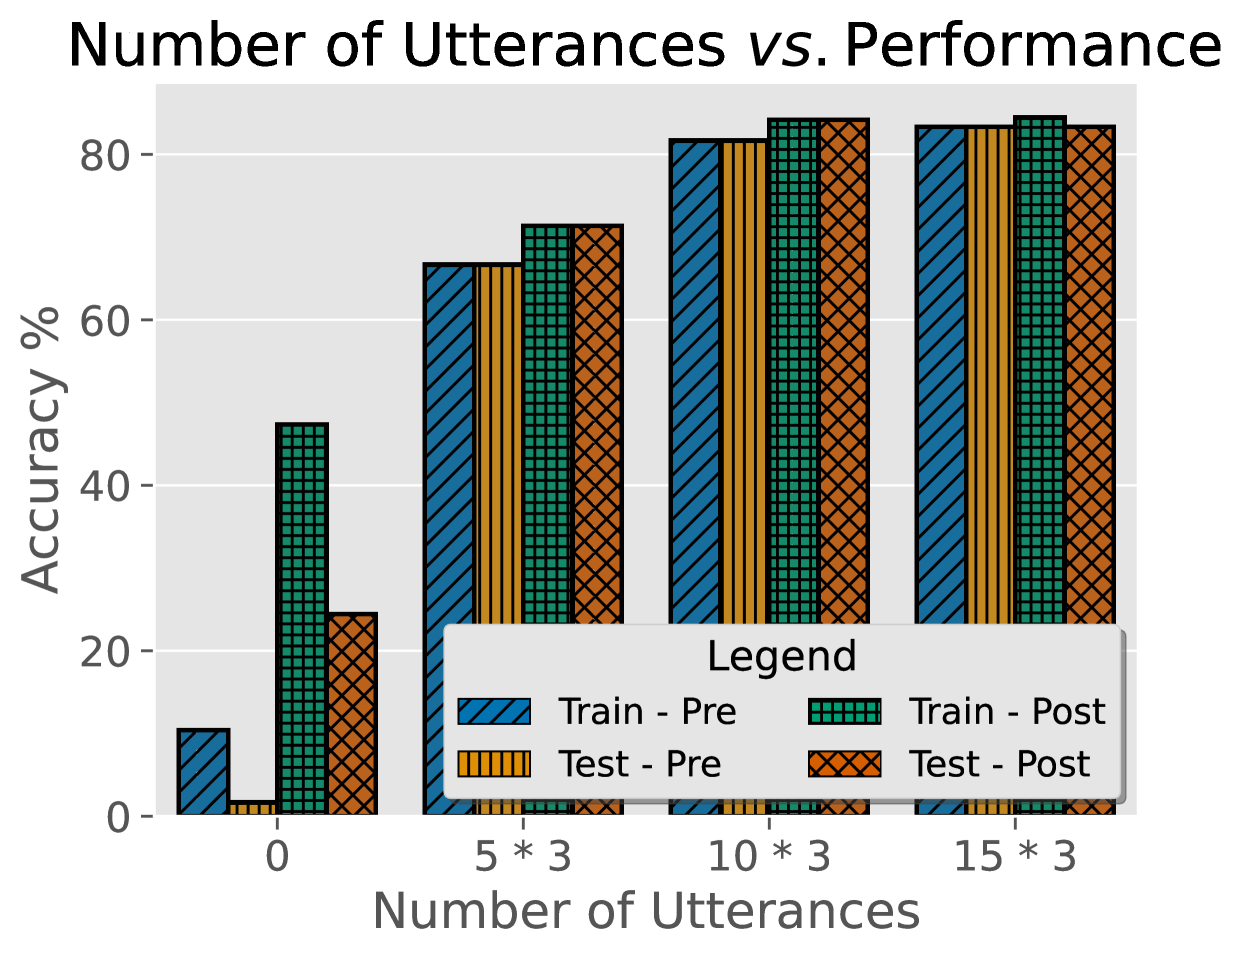 Number of Utterances vs. Performance
Accuracy %
80
60
40
20
0
Legend
Train - Pre
Train - Post
Test - Pre
Test - Post
0
5 * 3
10 * 3
15 * 3
Number of Utterances